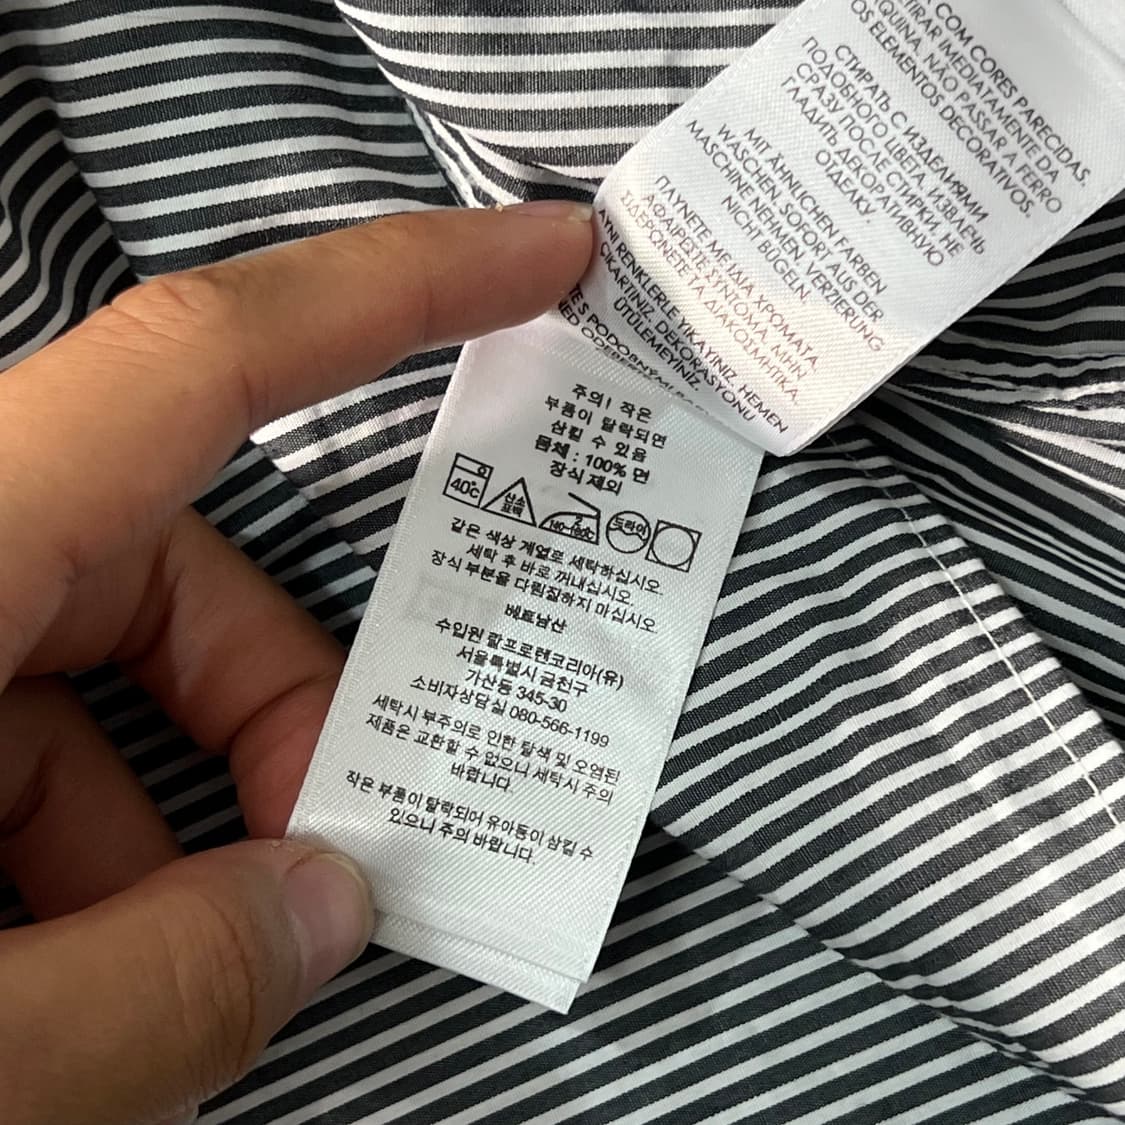 COM CORES PARECIDAS.
TIRAR IMEDIATAMENTE DA
QUINA. NÃO PASSAR A FERRO
OS ELEMENTOS DECORATIVOS.
СТИРАТЬ С ИЗДЕЛИЯМИ
ПОДОБНОГО ЦВЕТА. ИЗВЛЕЧЬ
СРАЗУ ПОСЛЕ СТИРКИ. НЕ
ГЛАДИТЬ ДЕКОРАТИВНУЮ
ОТДЕЛКУ
MIT ÄHNLICHEN FARBEN
WASCHEN. SOFORT AUS DER
MASCHINE NEHMEN. VERZIERUNG
NICHT BÜGELN.
ΠΛΥΝΕΤΕ ΜΕ ΙΔΙΑ ΧΡΩΜΑΤΑ,
ΑΦΑΙΡΕΙΤΕ ΣΥΝΤΟΜΑ. ΜΗΝ
ΣΙΔΕΡΩΝΕΤΕ ΤΑ ΔΙΑΚΟΣΜΗΤΙΚΑ.
AYNI RENKLERLE YIKAYINIZ. HEMEN
ÇIKARTINIZ. DEKORASYONU
ÜTÜLEMEYINIZ.
S PODOBNÝMI
주의! 작은
부품이 탈락되면
삼킬 수 있음
몸체 : 100% 면
장식 제외
40℃ 산소 표백 140~160℃ 드라이
같은 색상 계열로 세탁하십시오.
세탁 후 바로 꺼내십시오.
장식 부분을 다림질하지 마십시오.
베트남산
수입원 랄프로렌코리아(유)
서울특별시 금천구
가산동 345-30
소비자상담실 080-566-1199
세탁시 부주의로 인한 탈색 및 오염된
제품은 교환할 수 없으니 세탁시 주의
바랍니다.
작은 부품이 탈락되어 유아동이 삼킬 수
있으니 주의 바랍니다.